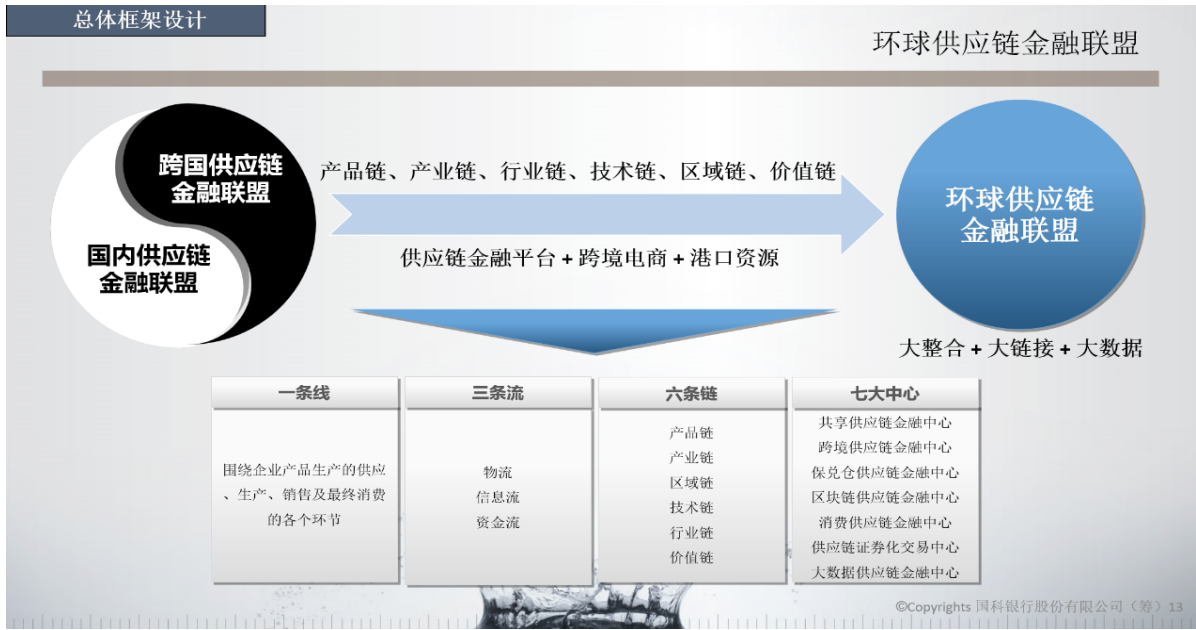 总体框架设计
环球供应链金融联盟
跨国供应链
金融联盟
国内供应链
金融联盟
产品链、产业链、行业链、技术链、区域链、价值链
供应链金融平台+跨境电商+港口资源
环球供应链
金融联盟
大整合+大链接+大数据
一条线
围绕企业产品生产的供应
、生产、销售及最终消费
的各个环节
三条流
物流
信息流
资金流
六条链
产品链
产业链
区域链
技术链
行业链
价值链
七大中心
共享供应链金融中心
跨境供应链金融中心
保兑仓供应链金融中心
区块链供应链金融中心
消费供应链金融中心
供应链证券化交易中心
大数据供应链金融中心
©Copyrights 国科银行股份有限公司（筹）13